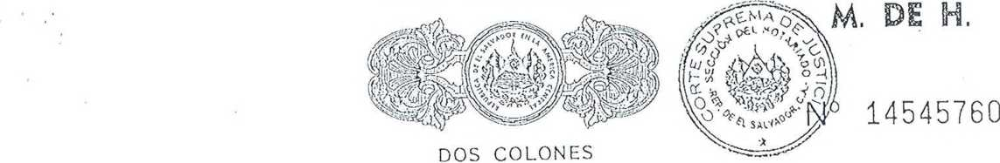 M. DE H.
REPUBLICA DE EL SALVADOR EN LA AMERICA CENTRAL
CORTE SUPREMA DE JUSTICIA
SECCIÓN DEL NOTARIADO
REP. DE EL SALVADOR, C.A.
Nº 14545760
DOS COLONES